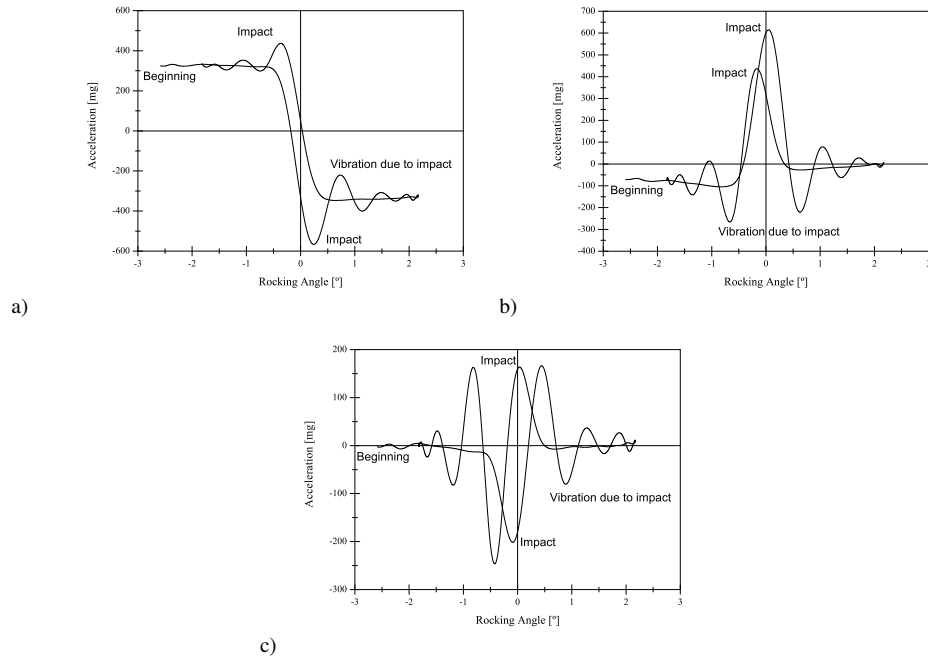 600
400
200
0
-200
-400
-600
-3 -2 -1 0 1 2 3
Acceleration [mg]
Rocking Angle [º]
Impact
Beginning
Vibration due to impact
Impact
a)
700
600
500
400
300
200
100
0
-100
-200
-300
-400
-3 -2 -1 0 1 2 3
Acceleration [mg]
Rocking Angle [º]
Impact
Impact
Beginning
Vibration due to impact
b)
200
100
0
-100
-200
-300
-3 -2 -1 0 1 2 3
Acceleration [mg]
Rocking Angle [º]
Impact
Beginning
Vibration due to impact
Impact
c)